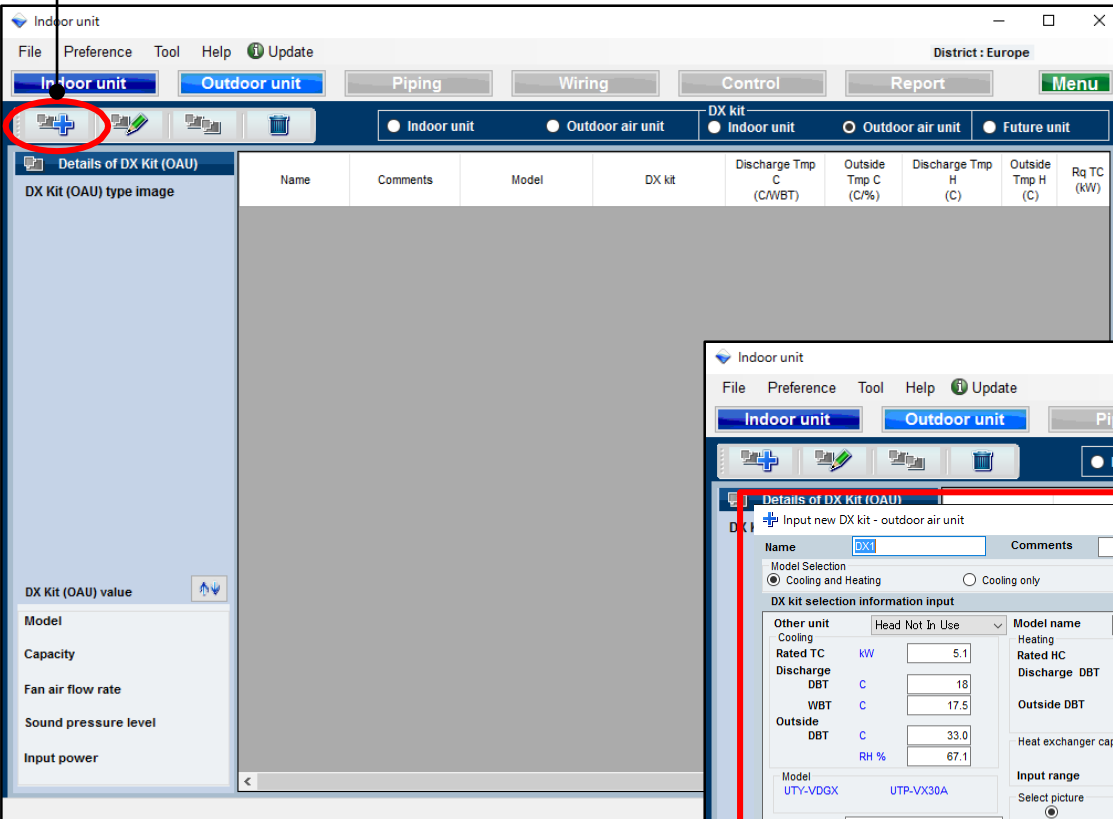 Indoor unit
File Preference Tool Help Update District : Europe
Indoor unit Outdoor unit Piping Wiring Control Report Menu
Indoor unit Outdoor air unit DX kit Indoor unit Outdoor air unit Future unit
Details of DX Kit (OAU)
DX Kit (OAU) type image
Name Comments Model DX kit Discharge Tmp C (C/WBT) Outside Tmp C (C/%) Discharge Tmp H (C) Outside Tmp H (C) Rq TC (kW)
DX Kit (OAU) value
Model
Capacity
Fan air flow rate
Sound pressure level
Input power
Indoor unit
File Preference Tool Help Update
Indoor unit Outdoor unit
Details of DX Kit (OAU)
Input new DX kit - outdoor air unit
Name DX1 Comments
Model Selection
Cooling and Heating Cooling only
DX kit selection information input
Other unit Head Not In Use Model name
Cooling Heating
Rated TC kW 5.1 Rated HC
Discharge Discharge DBT
DBT C 18
WBT C 17.5 Outside DBT
Outside
DBT C 33.0
Heat exchanger
RH % 67.1
Model Input range
UTY-VDGX UTP-VX30A
Select picture